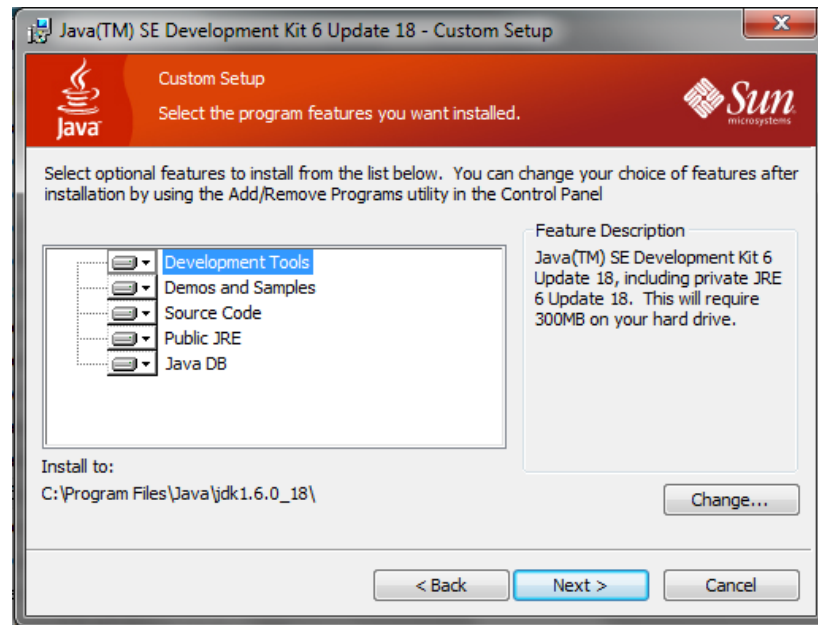 Java(TM) SE Development Kit 6 Update 18 - Custom Setup
Java
Custom Setup
Select the program features you want installed.
Sun
microsystems
Select optional features to install from the list below. You can change your choice of features after
installation by using the Add/Remove Programs utility in the Control Panel
Development Tools
Demos and Samples
Source Code
Public JRE
Java DB
Feature Description
Java(TM) SE Development Kit 6
Update 18, including private JRE
6 Update 18. This will require
300MB on your hard drive.
Install to:
C:\Program Files\Java\jdk1.6.0_18\
Change...
< Back
Next >
Cancel